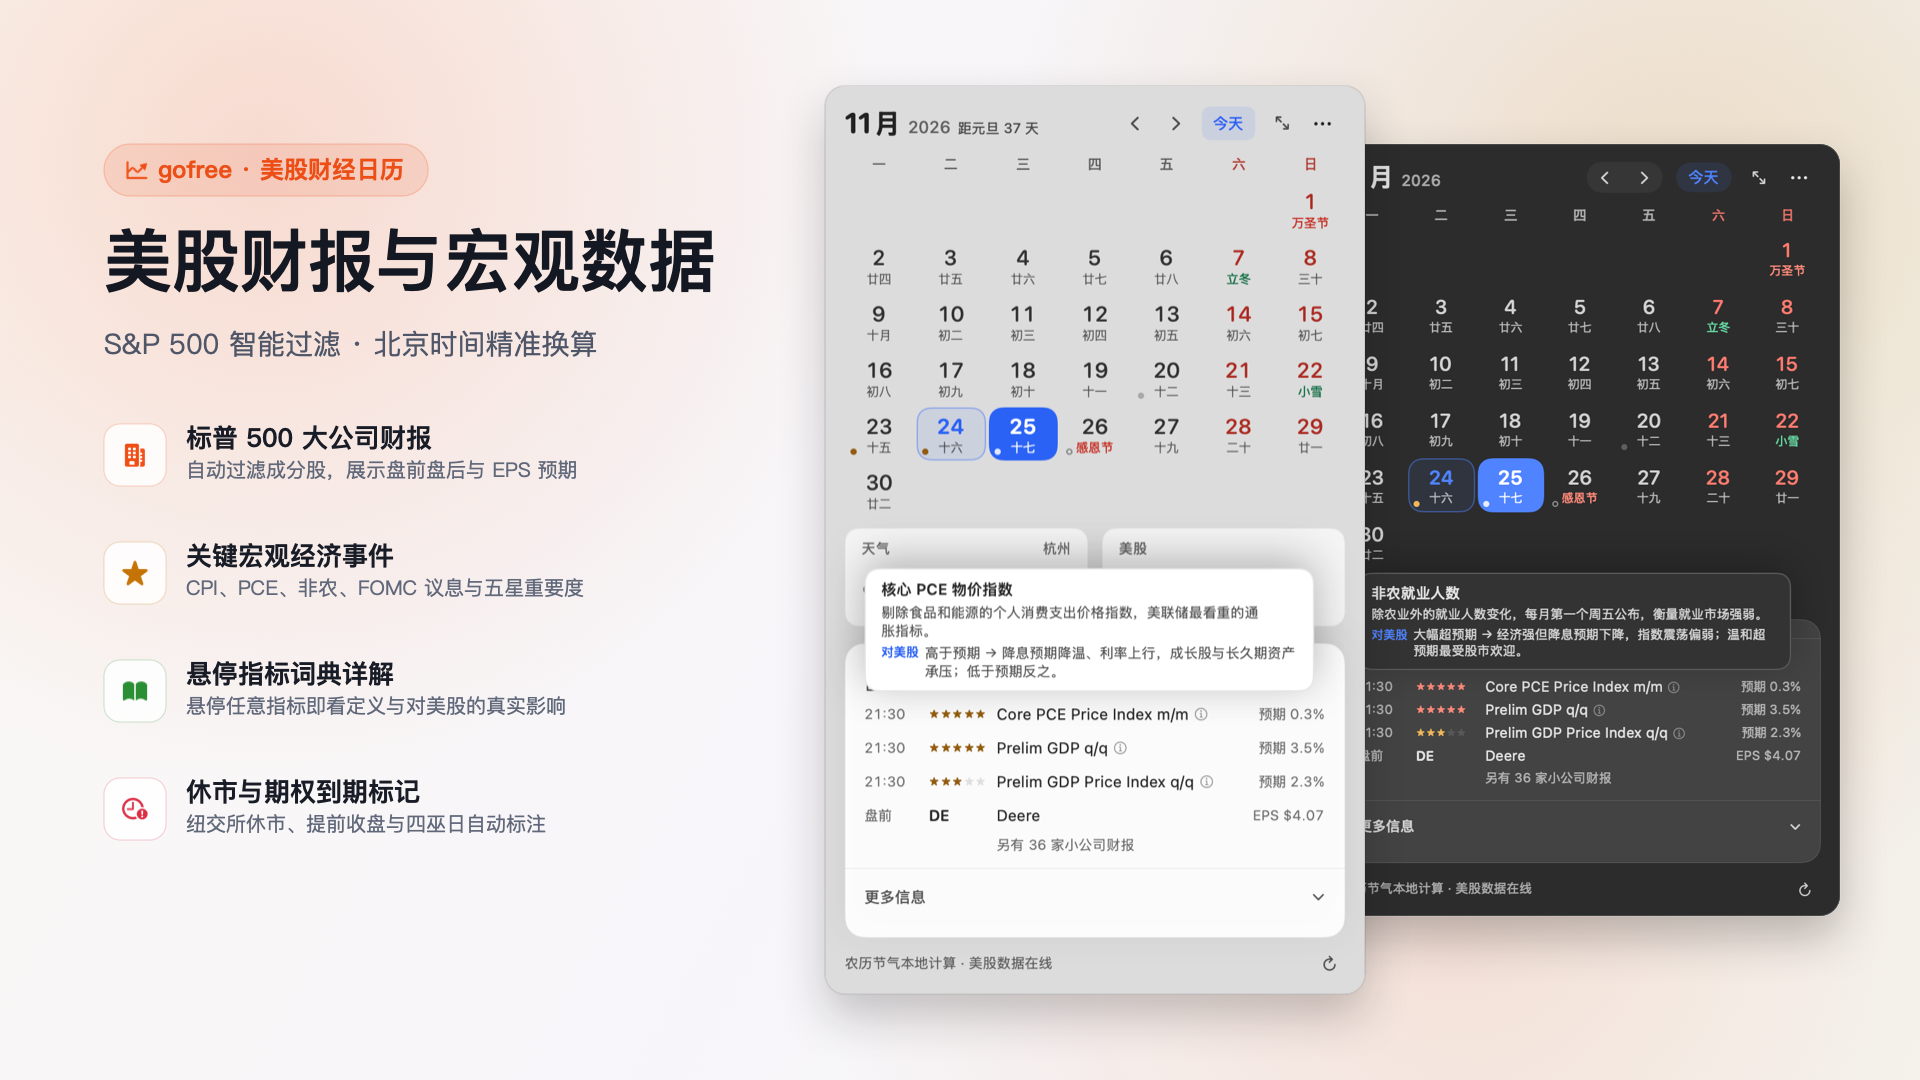 gofree · 美股财经日历
美股财报与宏观数据
S&P 500 智能过滤 · 北京时间精准换算
标普 500 大公司财报
自动过滤成分股，展示盘前盘后与 EPS 预期
关键宏观经济事件
CPI、PCE、非农、FOMC 议息与五星重要度
悬停指标词典详解
悬停任意指标即看定义与对美股的真实影响
休市与期权到期标记
纽交所休市、提前收盘与四巫日自动标注
11月 2026 距元旦 37 天 今天
一 二 三 四 五 六 日
1
万圣节
2 3 4 5 6 7 8
廿四 廿五 廿六 廿七 廿八 立冬 三十
9 10 11 12 13 14 15
十月 初二 初三 初四 初五 初六 初七
16 17 18 19 20 21 22
初八 初九 初十 十一 十二 十三 小雪
23 24 25 26 27 28 29
十五 十六 十七 感恩节 十九 二十 廿一
30
廿二
天气 杭州 美股
核心 PCE 物价指数
剔除食品和能源的个人消费支出价格指数，美联储最看重的通
胀指标。
对美股 高于预期 → 降息预期降温、利率上行，成长股与长久期资产
承压；低于预期反之。
21:30 ★★★★★ Core PCE Price Index m/m ⓘ 预期 0.3%
21:30 ★★★★★ Prelim GDP q/q ⓘ 预期 3.5%
21:30 ★★★★★ Prelim GDP Price Index q/q ⓘ 预期 2.3%
盘前 DE Deere EPS $4.07
另有 36 家小公司财报
更多信息
农历节气本地计算 · 美股数据在线
月 2026 今天
一 二 三 四 五 六 日
1
万圣节
2 3 4 5 6 7 8
廿四 廿五 廿六 廿七 廿八 立冬 三十
9 10 11 12 13 14 15
十月 初二 初三 初四 初五 初六 初七
16 17 18 19 20 21 22
初八 初九 初十 十一 十二 十三 小雪
23 24 25 26 27 28 29
十五 十六 十七 感恩节 十九 二十 廿一
30
廿二
非农就业人数
除农业外的就业人数变化，每月第一个周五公布，衡量就业市场强弱。
对美股 大幅超预期 → 经济强但降息预期下降，指数震荡偏弱；温和超
预期最受股市欢迎。
1:30 ★★★★★ Core PCE Price Index m/m ⓘ 预期 0.3%
1:30 ★★★★★ Prelim GDP q/q ⓘ 预期 3.5%
1:30 ★★★★★ Prelim GDP Price Index q/q ⓘ 预期 2.3%
盘前 DE Deere EPS $4.07
另有 36 家小公司财报
更多信息
节气本地计算 · 美股数据在线